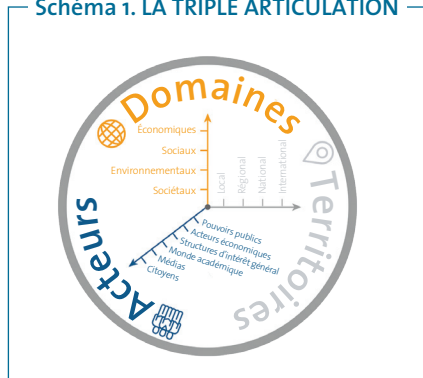 Schéma 1. LA TRIPLE ARTICULATION
Domaines
Économiques
Sociaux
Environnementaux
Sociétaux
Territoires
Local
Régional
National
International
Acteurs
Pouvoirs publics
Acteurs économiques
Structures d'intérêt général
Monde académique
Médias
Citoyens